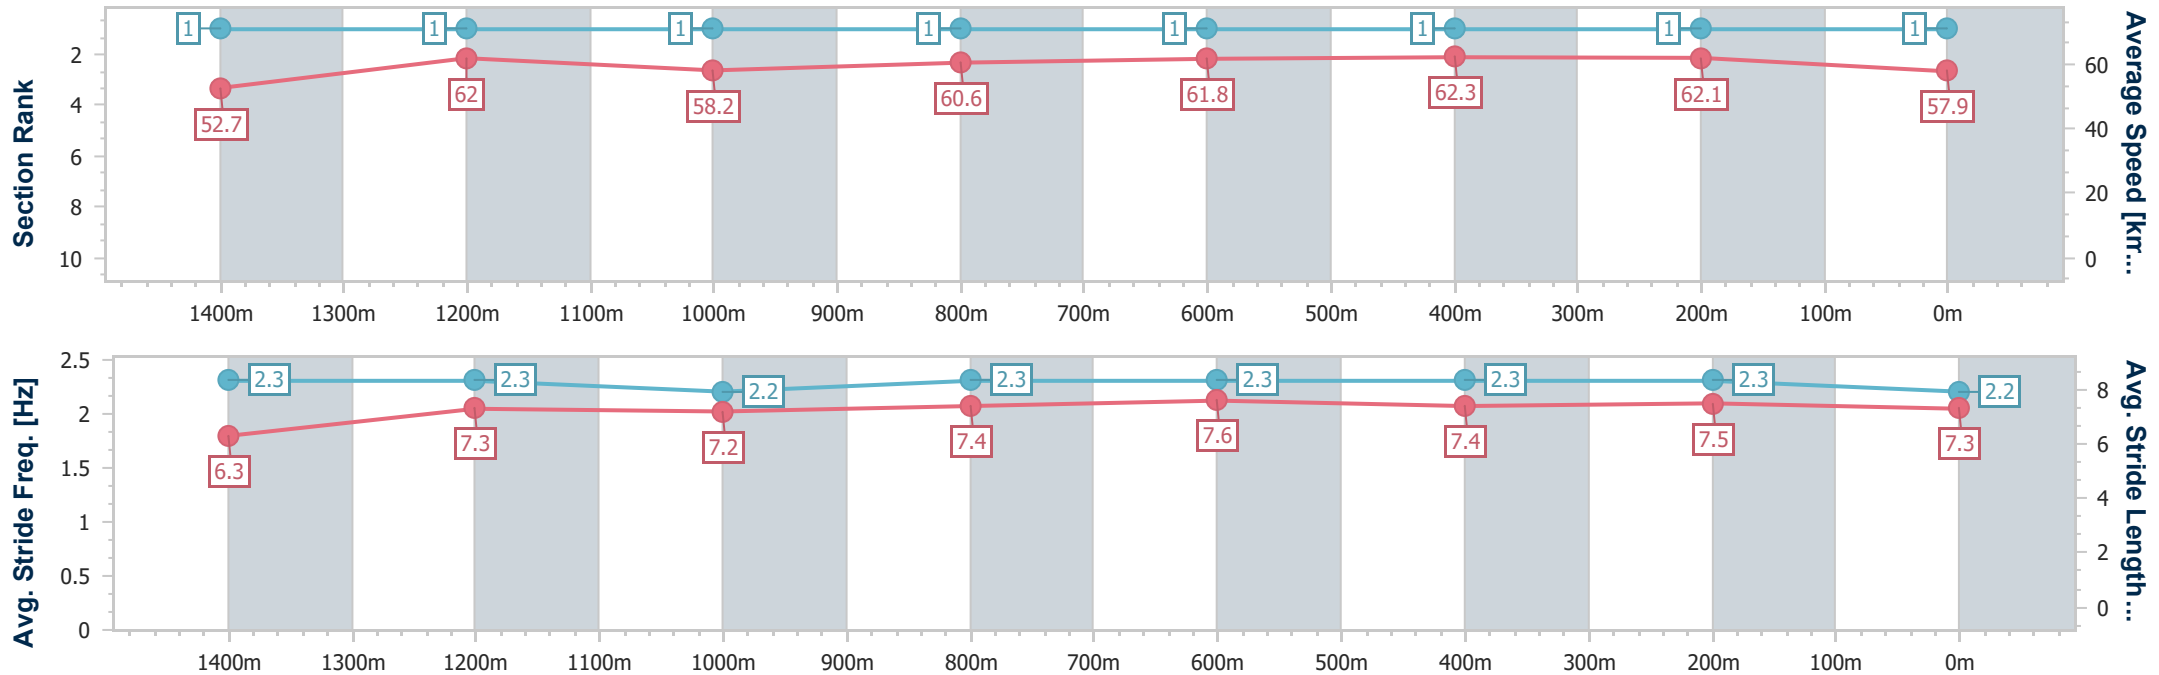 Section Rank
2
4
6
8
10
1 1 1 1 1 1 1 1
52.7 62 58.2 60.6 61.8 62.3 62.1 57.9
60
40
20
0
Average Speed [km...
1400m 1300m 1200m 1100m 1000m 900m 800m 700m 600m 500m 400m 300m 200m 100m 0m
Avg. Stride Freq. [Hz]
2.5
2
1.5
1
0.5
0
2.3 2.3 2.2 2.3 2.3 2.3 2.3 2.2
6.3 7.3 7.2 7.4 7.6 7.4 7.5 7.3
8
6
4
2
0
Avg. Stride Length...
1400m 1300m 1200m 1100m 1000m 900m 800m 700m 600m 500m 400m 300m 200m 100m 0m